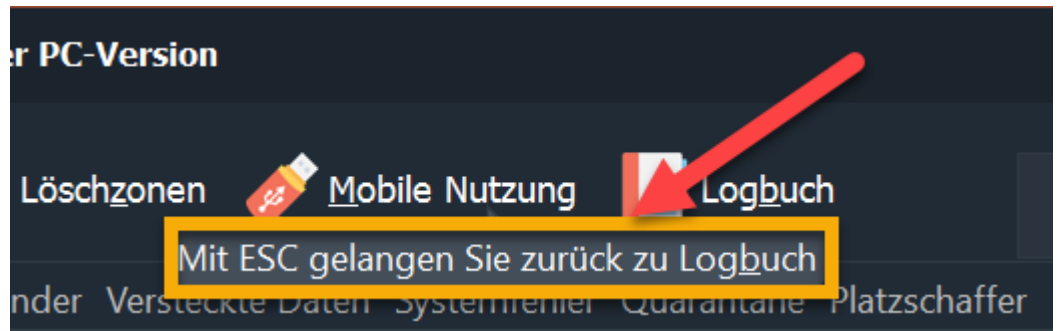 er PC-Version
Löschzonen Mobile Nutzung Logbuch
Mit ESC gelangen Sie zurück zu Logbuch
nder Versteckte Daten Systemfehler Quarantäne Platzschaffer